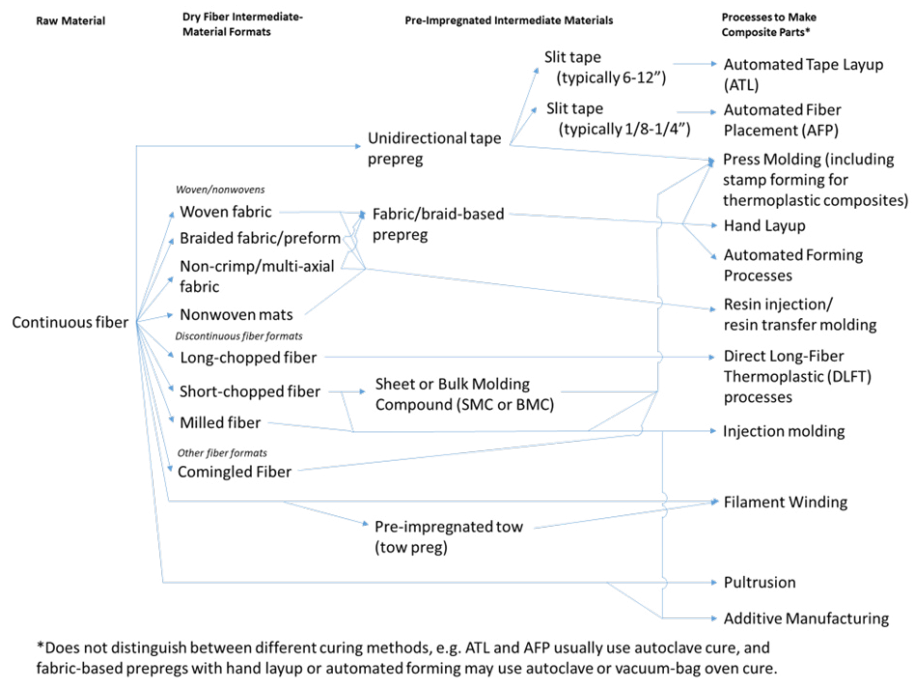 Raw Material
Dry Fiber Intermediate-
Material Formats
Pre-Impregnated Intermediate Materials
Processes to Make
Composite Parts*
Slit tape
(typically 6-12”)
Automated Tape Layup
(ATL)
Slit tape
(typically 1/8-1/4”)
Automated Fiber
Placement (AFP)
Unidirectional tape
prepreg
Press Molding (including
stamp forming for
thermoplastic composites)
Woven/nonwovens
Woven fabric
Fabric/braid-based
prepreg
Hand Layup
Braided fabric/preform
Automated Forming
Processes
Non-crimp/multi-axial
fabric
Resin injection/
resin transfer molding
Nonwoven mats
Continuous fiber
Discontinuous fiber formats
Long-chopped fiber
Direct Long-Fiber
Thermoplastic (DLFT)
processes
Short-chopped fiber
Sheet or Bulk Molding
Compound (SMC or BMC)
Milled fiber
Injection molding
Other fiber formats
Comingled Fiber
Filament Winding
Pre-impregnated tow
(tow preg)
Pultrusion
Additive Manufacturing
*Does not distinguish between different curing methods, e.g. ATL and AFP usually use autoclave cure, and
fabric-based prepregs with hand layup or automated forming may use autoclave or vacuum-bag oven cure.